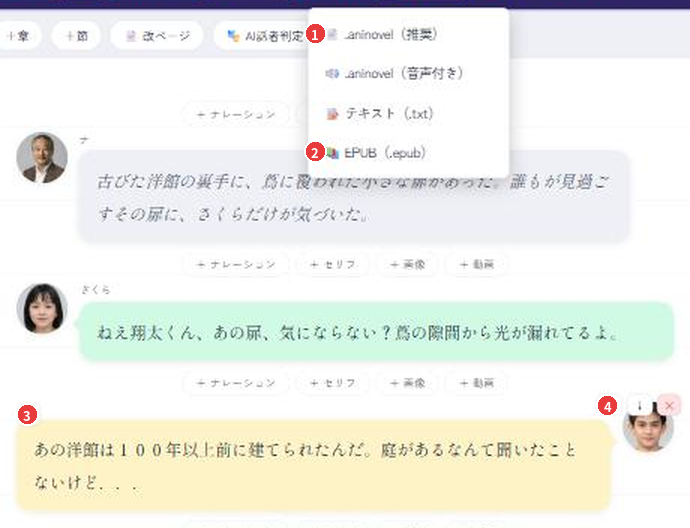 ＋章 ＋節 改ページ AI話者判定
1 .aninovel（推奨）
.aninovel（音声付き）
テキスト（.txt）
2 EPUB（.epub）
＋ナレーション
ナ
古びた洋館の裏手に、蔦に覆われた小さな扉があった。誰もが見過ご
すその扉に、さくらだけが気づいた。
＋ナレーション ＋セリフ ＋画像 ＋動画
さくら
ねえ翔太くん、あの扉、気にならない？蔦の隙間から光が漏れてるよ。
＋ナレーション ＋セリフ ＋画像 ＋動画
3 4 ×
あの洋館は１００年以上前に建てられたんだ。庭があるなんて聞いたこと
ないけど．．．